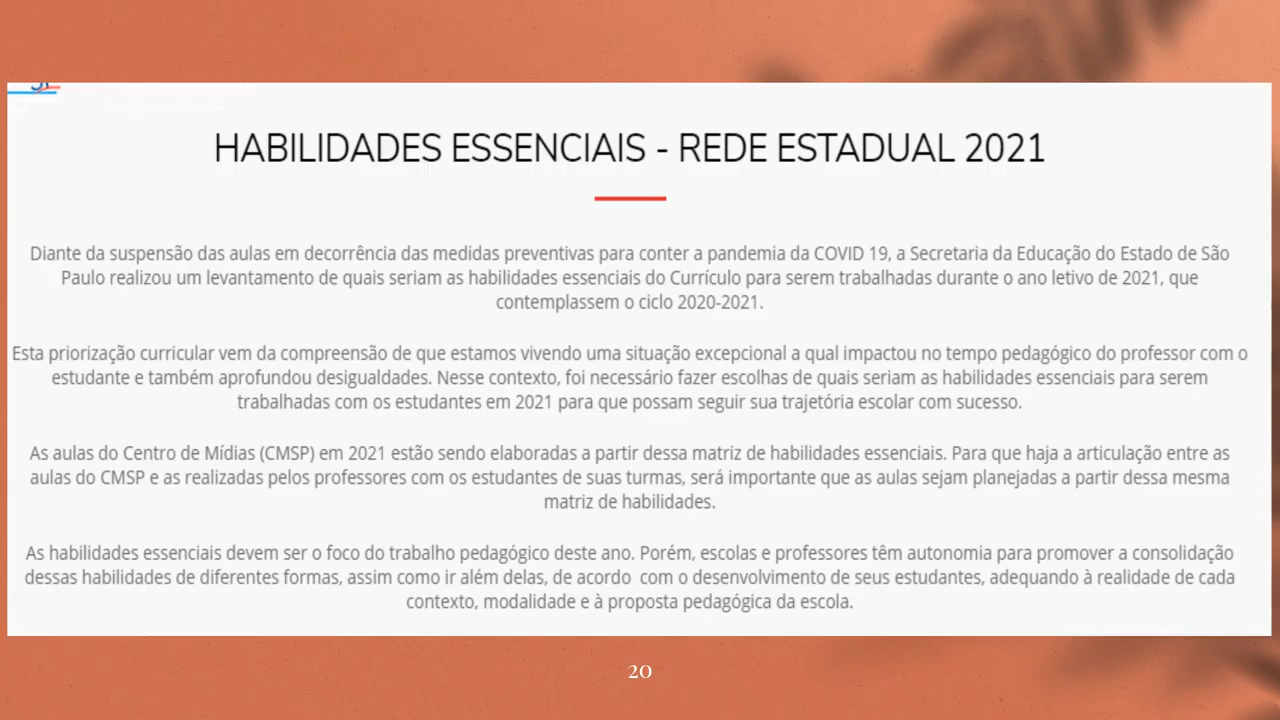 HABILIDADES ESSENCIAIS - REDE ESTADUAL 2021
Diante da suspensão das aulas em decorrência das medidas preventivas para conter a pandemia da COVID 19, a Secretaria da Educação do Estado de São
Paulo realizou um levantamento de quais seriam as habilidades essenciais do Currículo para serem trabalhadas durante o ano letivo de 2021, que
contemplassem o ciclo 2020-2021.
Esta priorização curricular vem da compreensão de que estamos vivendo uma situação excepcional a qual impactou no tempo pedagógico do professor com o
estudante e também aprofundou desigualdades. Nesse contexto, foi necessário fazer escolhas de quais seriam as habilidades essenciais para serem
trabalhadas com os estudantes em 2021 para que possam seguir sua trajetória escolar com sucesso.
As aulas do Centro de Mídias (CMSP) em 2021 estão sendo elaboradas a partir dessa matriz de habilidades essenciais. Para que haja a articulação entre as
aulas do CMSP e as realizadas pelos professores com os estudantes de suas turmas, será importante que as aulas sejam planejadas a partir dessa mesma
matriz de habilidades.
As habilidades essenciais devem ser o foco do trabalho pedagógico deste ano. Porém, escolas e professores têm autonomia para promover a consolidação
dessas habilidades de diferentes formas, assim como ir além delas, de acordo com o desenvolvimento de seus estudantes, adequando à realidade de cada
contexto, modalidade e à proposta pedagógica da escola.
20